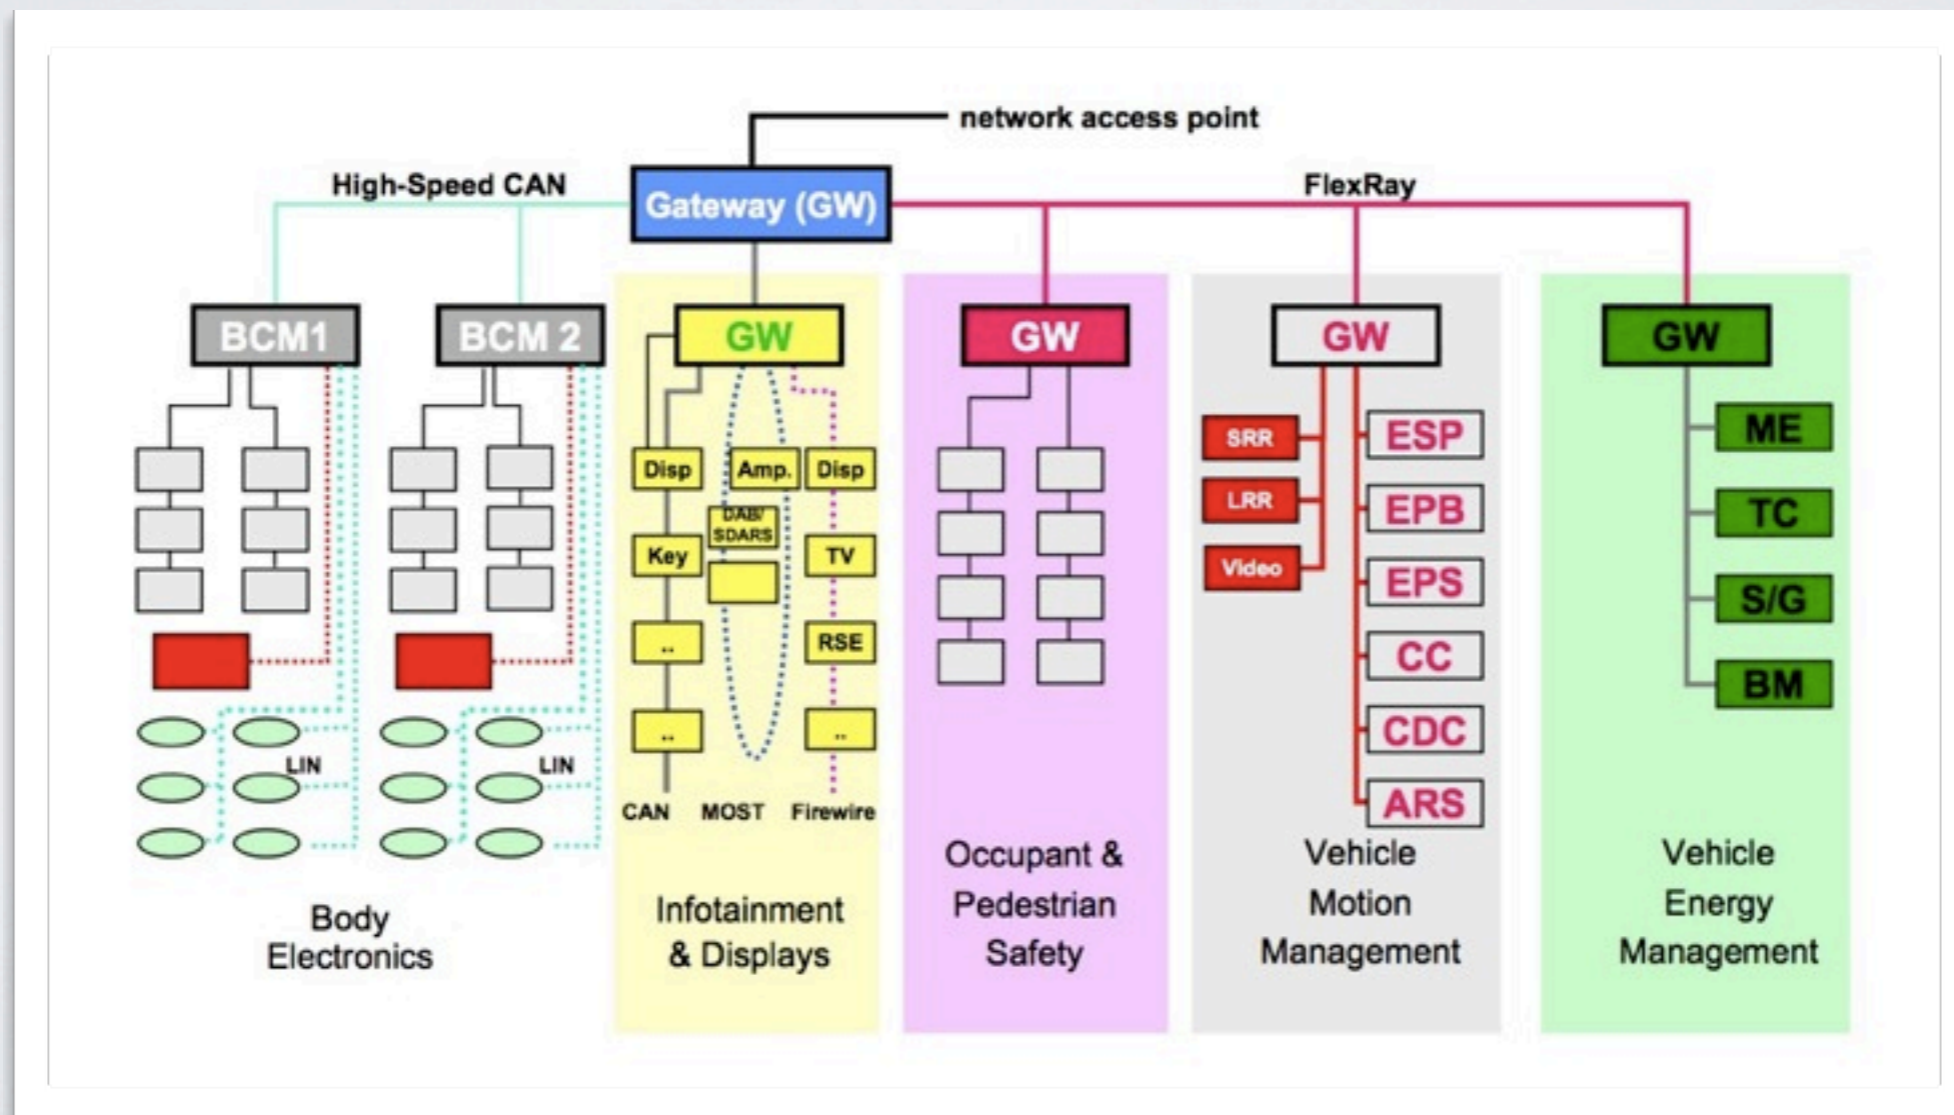 network access point
High-Speed CAN
Gateway (GW)
FlexRay
BCM1
BCM 2
GW
GW
GW
GW
Disp
Amp.
Disp
DAB/
SDARS
Key
TV
..
RSE
..
..
CAN
MOST
Firewire
LIN
LIN
SRR
LRR
Video
ESP
EPB
EPS
CC
CDC
ARS
ME
TC
S/G
BM
Body
Electronics
Infotainment
& Displays
Occupant &
Pedestrian
Safety
Vehicle
Motion
Management
Vehicle
Energy
Management